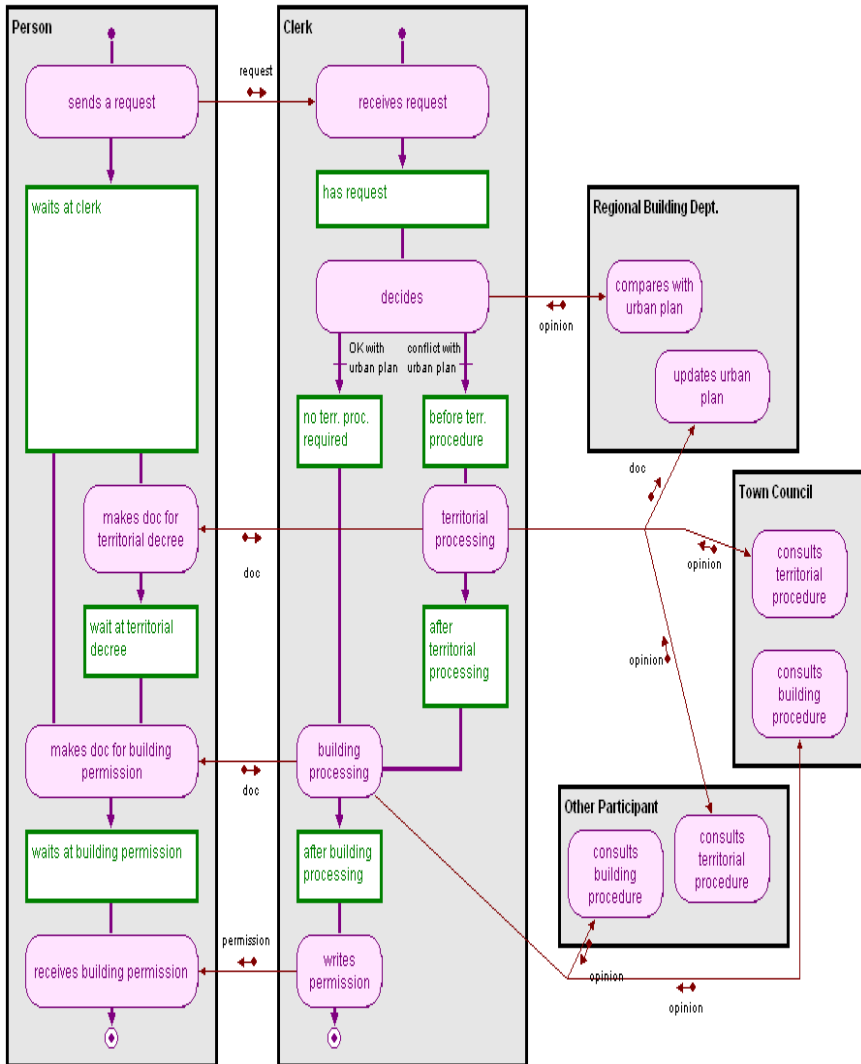 Person
Clerk
request
sends a request
receives request
waits at clerk
has request
Regional Building Dept.
decides
compares with
urban plan
opinion
OK with
urban plan
conflict with
urban plan
updates urban
plan
no terr. proc.
required
before terr.
procedure
doc
Town Council
makes doc for
territorial decree
territorial
processing
doc
opinion
consults
territorial
procedure
wait at territorial
decree
after
territorial
processing
opinion
consults
building
procedure
makes doc for building
permission
building
processing
doc
Other Participant
waits at building permission
after building
processing
consults
building
procedure
consults
territorial
procedure
permission
receives building permission
writes
permission
opinion
opinion